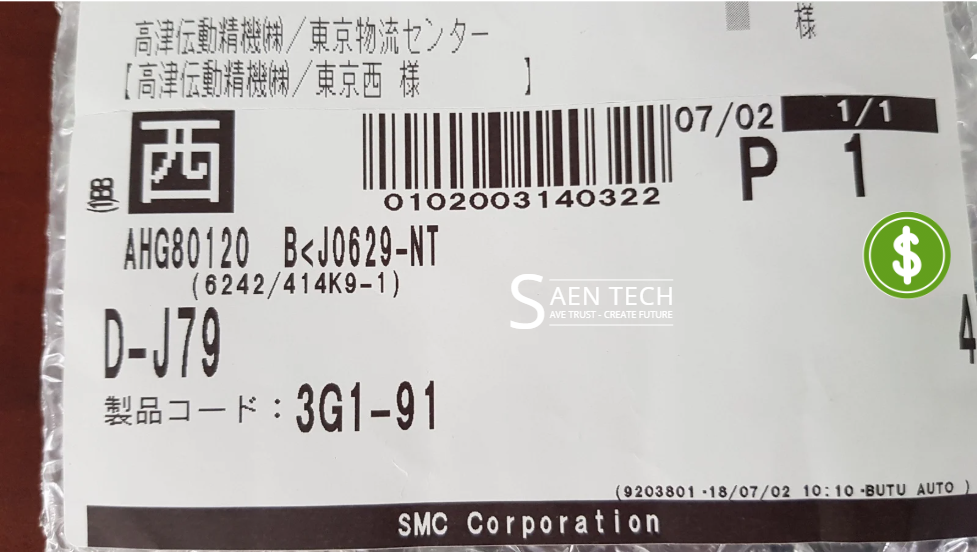 様
高津伝動精機㈱/東京物流センター
【高津伝動精機㈱/東京西 様 】
西
0102003140322
07/02
1/1
P 1
AHG80120 B<J0629-NT
(6242/414K9-1)
$
SAEN TECH
SAVE TRUST - CREATE FUTURE
D-J79
4
製品コード:3G1-91
(9203801 -18/07/02 10:10 -BUTU AUTO )
SMC Corporation